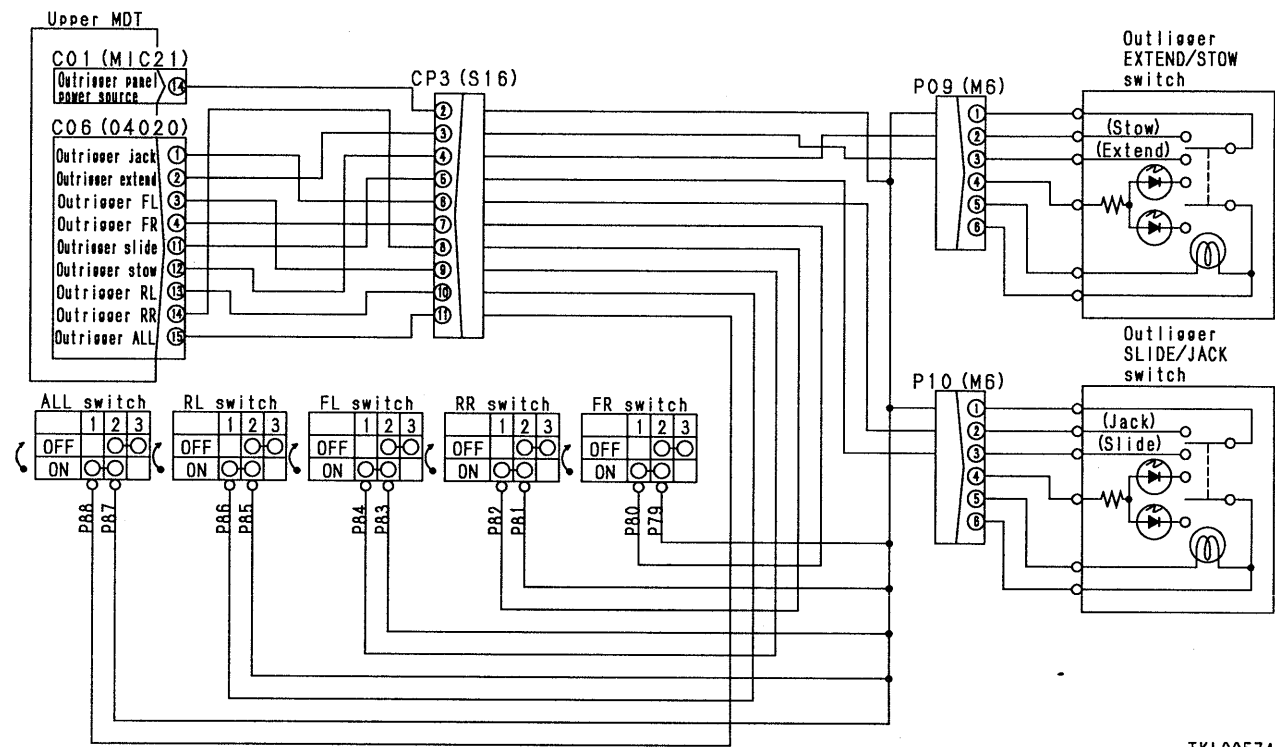 Upper MDT
C01 (MIC21)
Outrigger panel
power source
14
C06 (04020)
Outrigger jack 1
Outrigger extend 2
Outrigger FL 3
Outrigger FR 4
Outrigger slide 11
Outrigger stow 12
Outrigger RL 13
Outrigger RR 14
Outrigger ALL 15
CP3 (S16)
2
3
4
5
6
7
8
9
10
11
P09 (M6)
1
2
3
4
5
6
Outligger
EXTEND/STOW
switch
(Stow)
(Extend)
P10 (M6)
1
2
3
4
5
6
Outligger
SLIDE/JACK
switch
(Jack)
(Slide)
ALL switch
1 2 3
OFF
ON
P88 P87
RL switch
1 2 3
OFF
ON
P86 P85
FL switch
1 2 3
OFF
ON
P84 P83
RR switch
1 2 3
OFF
ON
P82 P81
FR switch
1 2 3
OFF
ON
P80 P79